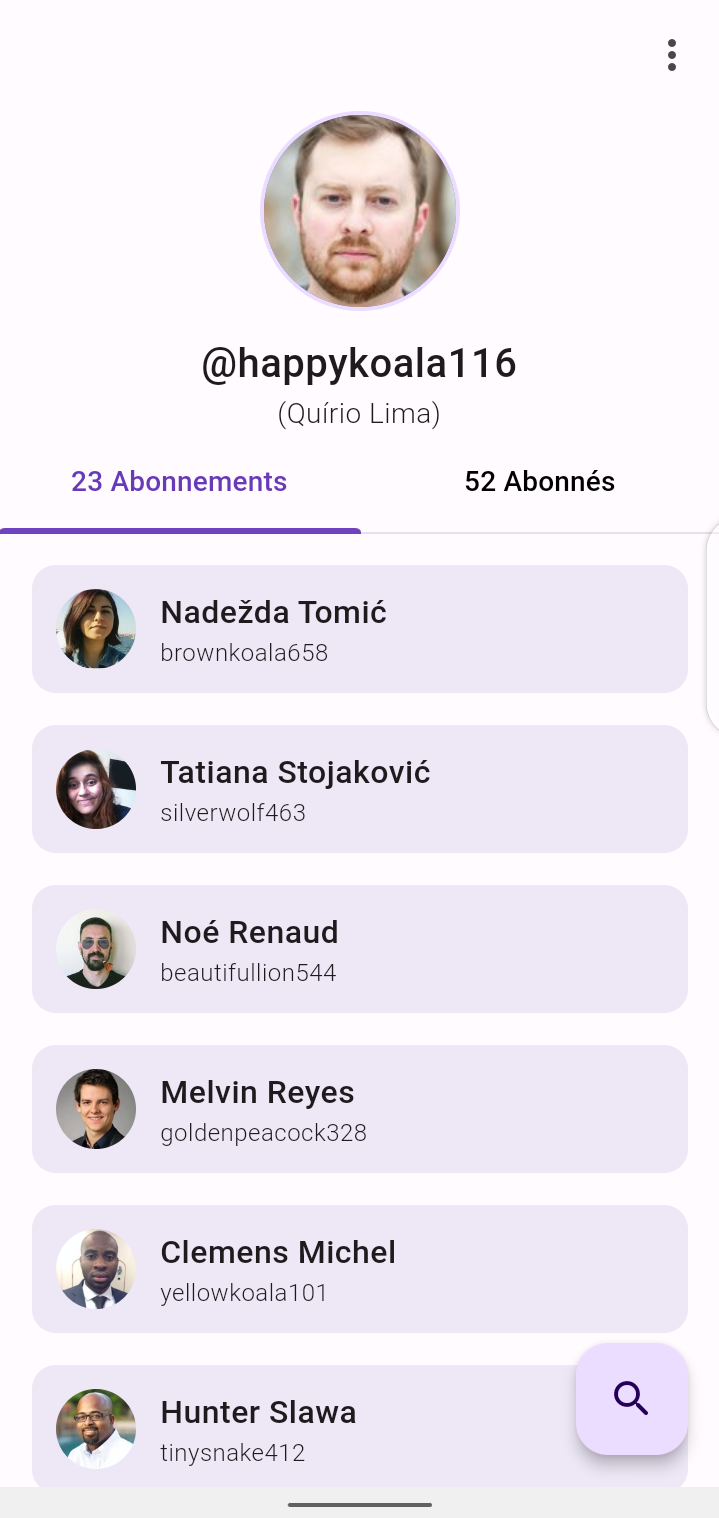 @happykoala116
(Quírio Lima)
23 Abonnements
52 Abonnés
Nadežda Tomić
brownkoala658
Tatiana Stojaković
silverwolf463
Noé Renaud
beautifullion544
Melvin Reyes
goldenpeacock328
Clemens Michel
yellowkoala101
Hunter Slawa
tinysnake412